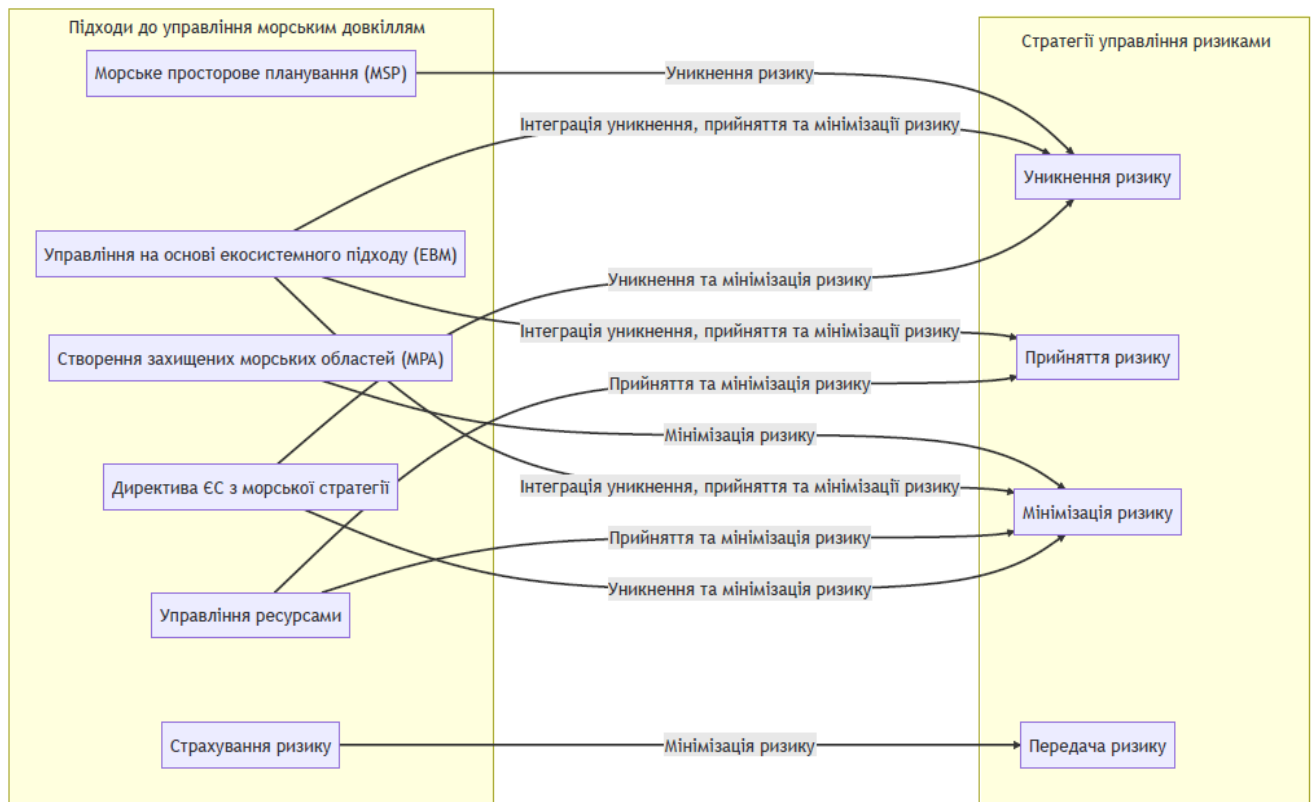 Підходи до управління морським довкіллям
Стратегії управління ризиками
Морське просторове планування (MSP)
Уникнення ризику
Інтеграція уникнення, прийняття та мінімізації ризику
Уникнення ризику
Управління на основі екосистемного підходу (EBM)
Уникнення та мінімізація ризику
Інтеграція уникнення, прийняття та мінімізації ризику
Створення захищених морських областей (MPA)
Прийняття ризику
Прийняття та мінімізація ризику
Мінімізація ризику
Директива ЄС з морської стратегії
Інтеграція уникнення, прийняття та мінімізації ризику
Мінімізація ризику
Прийняття та мінімізація ризику
Уникнення та мінімізація ризику
Управління ресурсами
Страхування ризику
Мінімізація ризику
Передача ризику